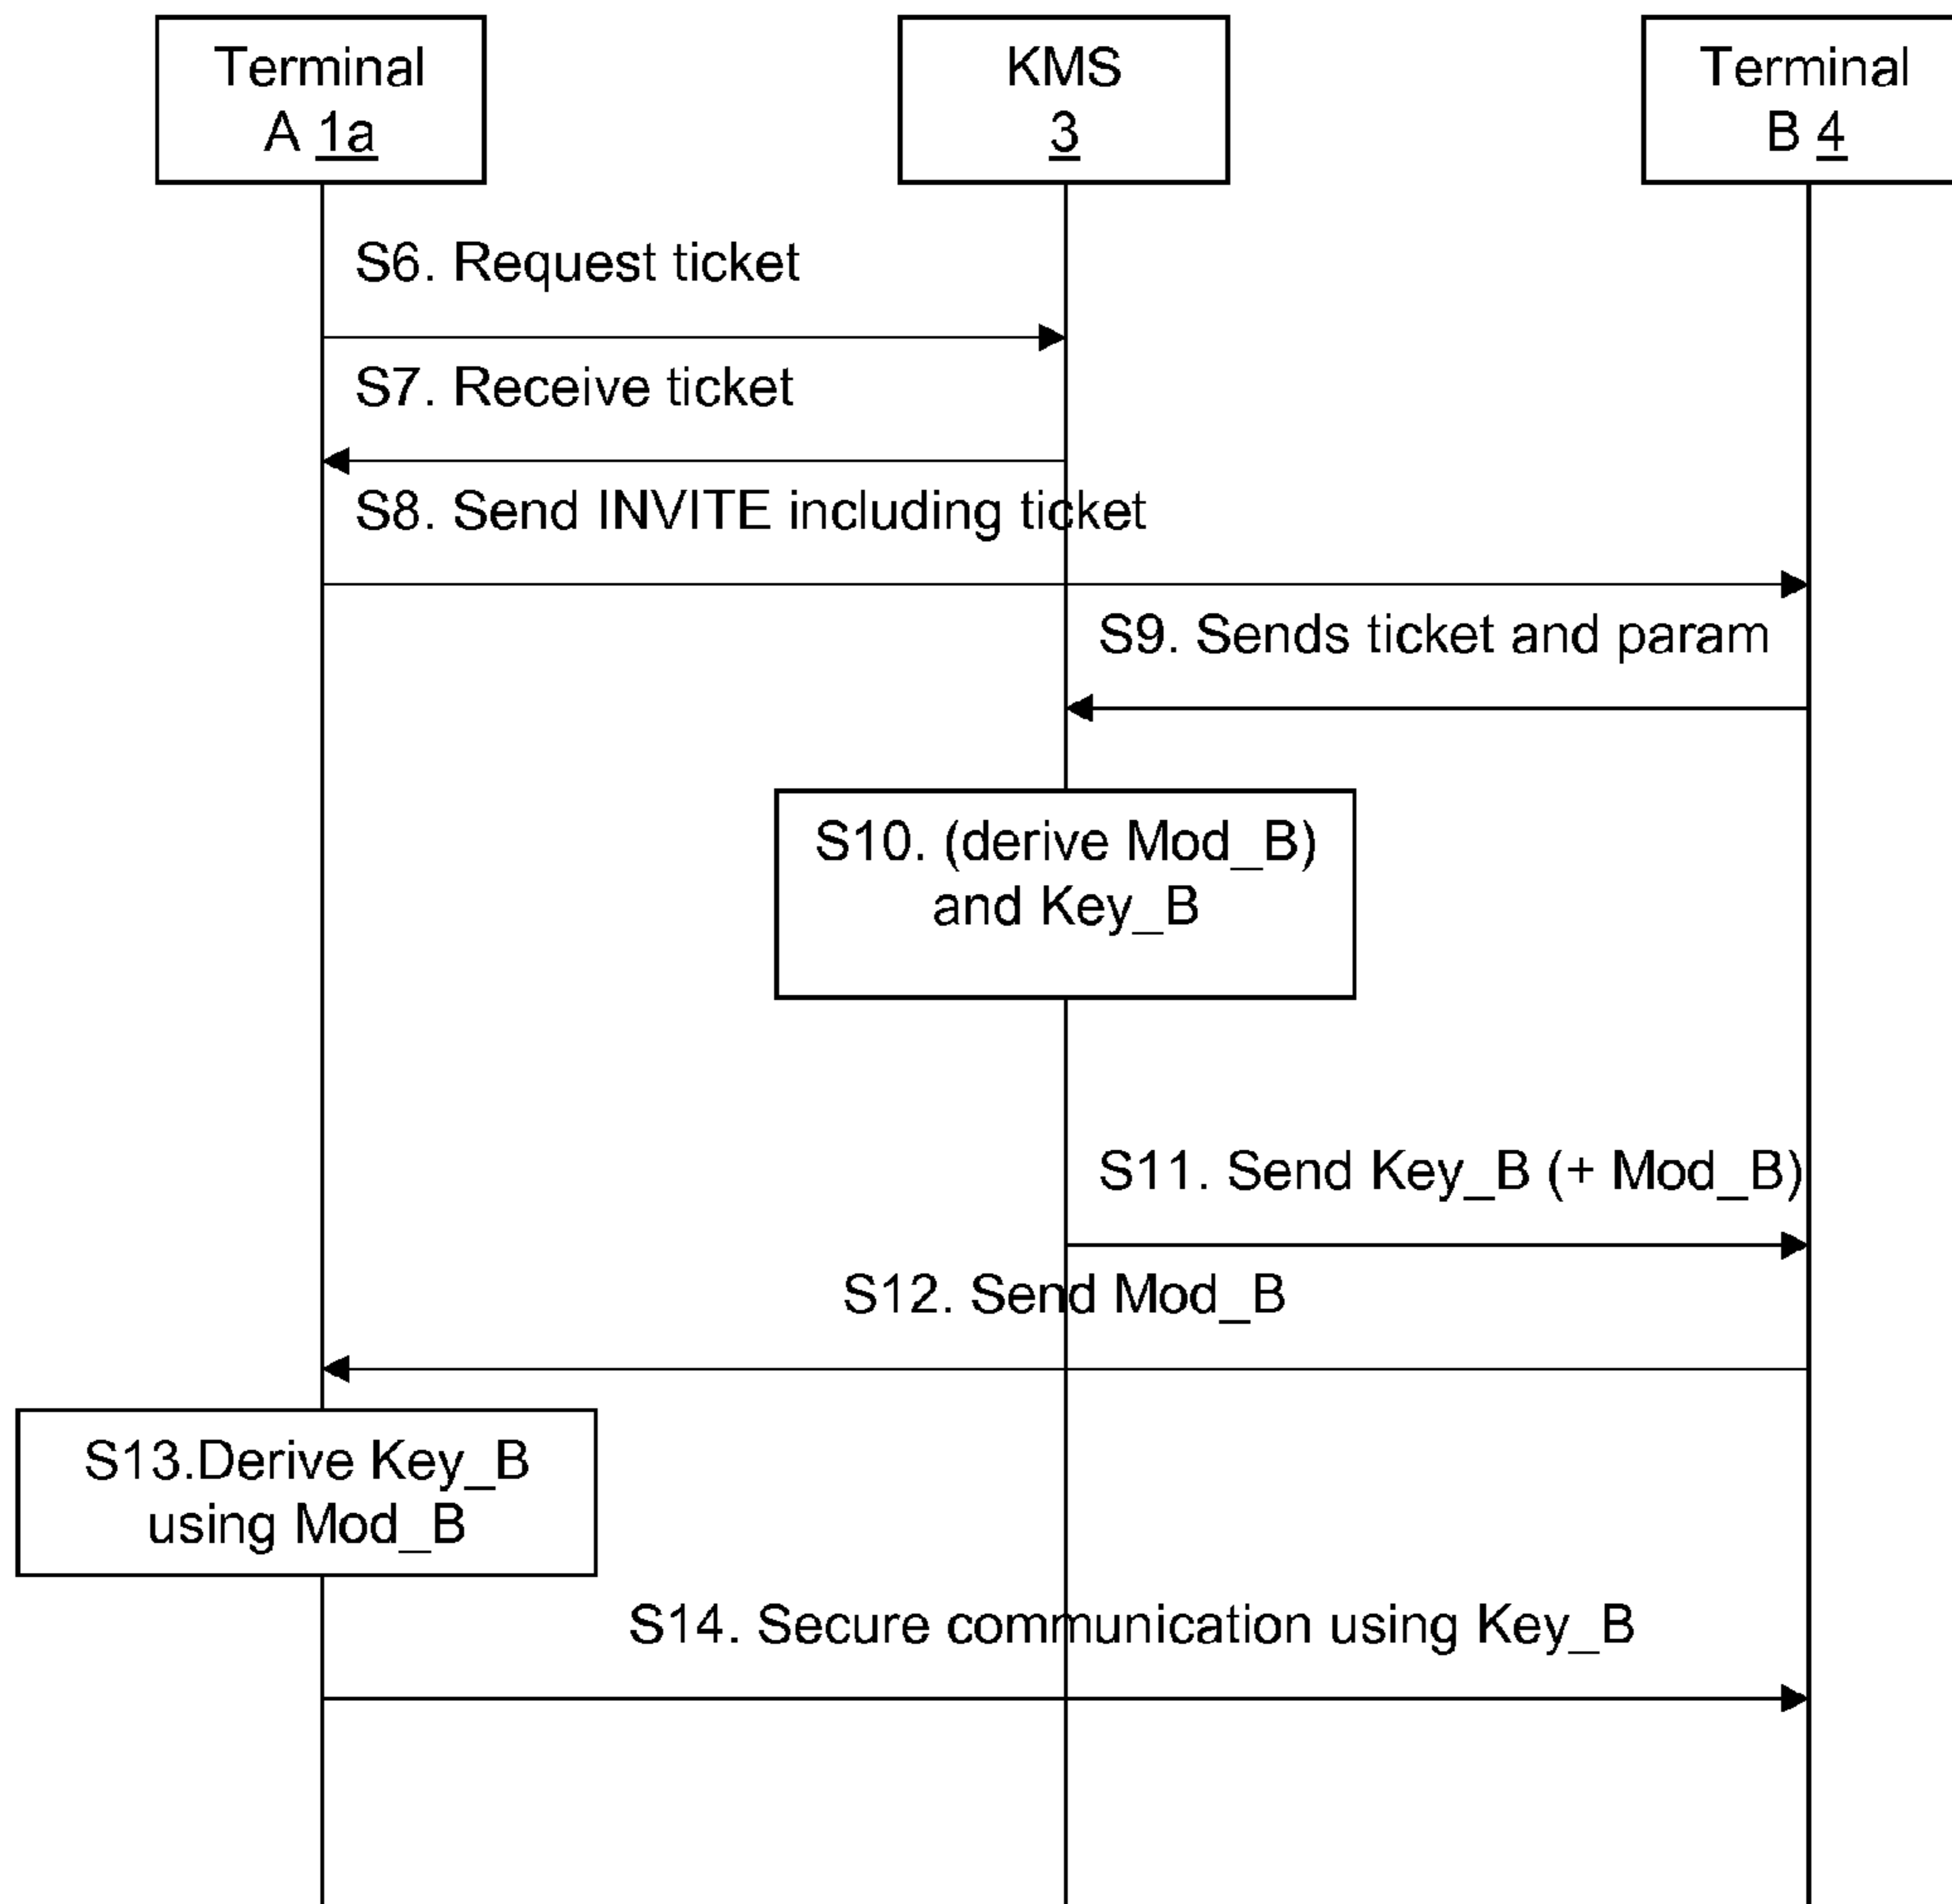 Terminal
A 1a
KMS
3
Terminal
B 4
S6. Request ticket
S7. Receive ticket
S8. Send INVITE including ticket
S9. Sends ticket and param
S10. (derive Mod_B)
and Key_B
S11. Send Key_B (+ Mod_B)
S12. Send Mod_B
S13.Derive Key_B
using Mod_B
S14. Secure communication using Key_B